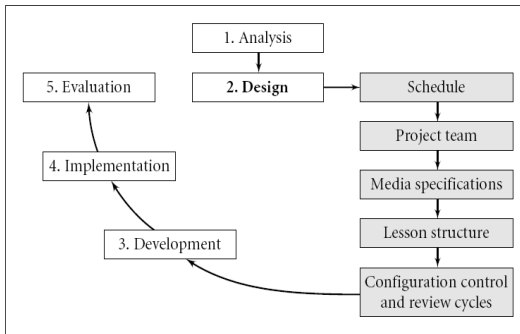 1. Analysis
2. Design
Schedule
Project team
Media specifications
Lesson structure
Configuration control
and review cycles
3. Development
4. Implementation
5. Evaluation